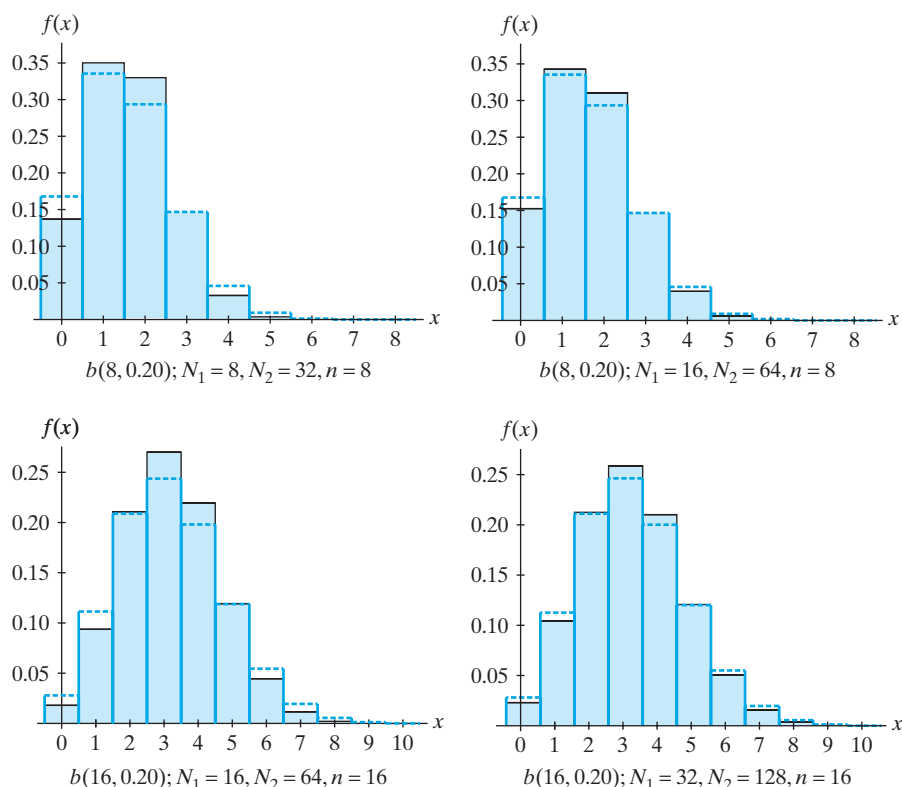 f(x)
0.35
0.30
0.25
0.20
0.15
0.10
0.05
0 1 2 3 4 5 6 7 8 x
b(8, 0.20); N₁ = 8, N₂ = 32, n = 8
f(x)
0.35
0.30
0.25
0.20
0.15
0.10
0.05
0 1 2 3 4 5 6 7 8 x
b(8, 0.20); N₁ = 16, N₂ = 64, n = 8
f(x)
0.25
0.20
0.25
0.10
0.05
0 1 2 3 4 5 6 7 8 9 10 x
b(16, 0.20); N₁ = 16, N₂ = 64, n = 16
f(x)
0.25
0.20
0.25
0.10
0.05
0 1 2 3 4 5 6 7 8 9 10 x
b(16, 0.20); N₁ = 32, N₂ = 128, n = 16